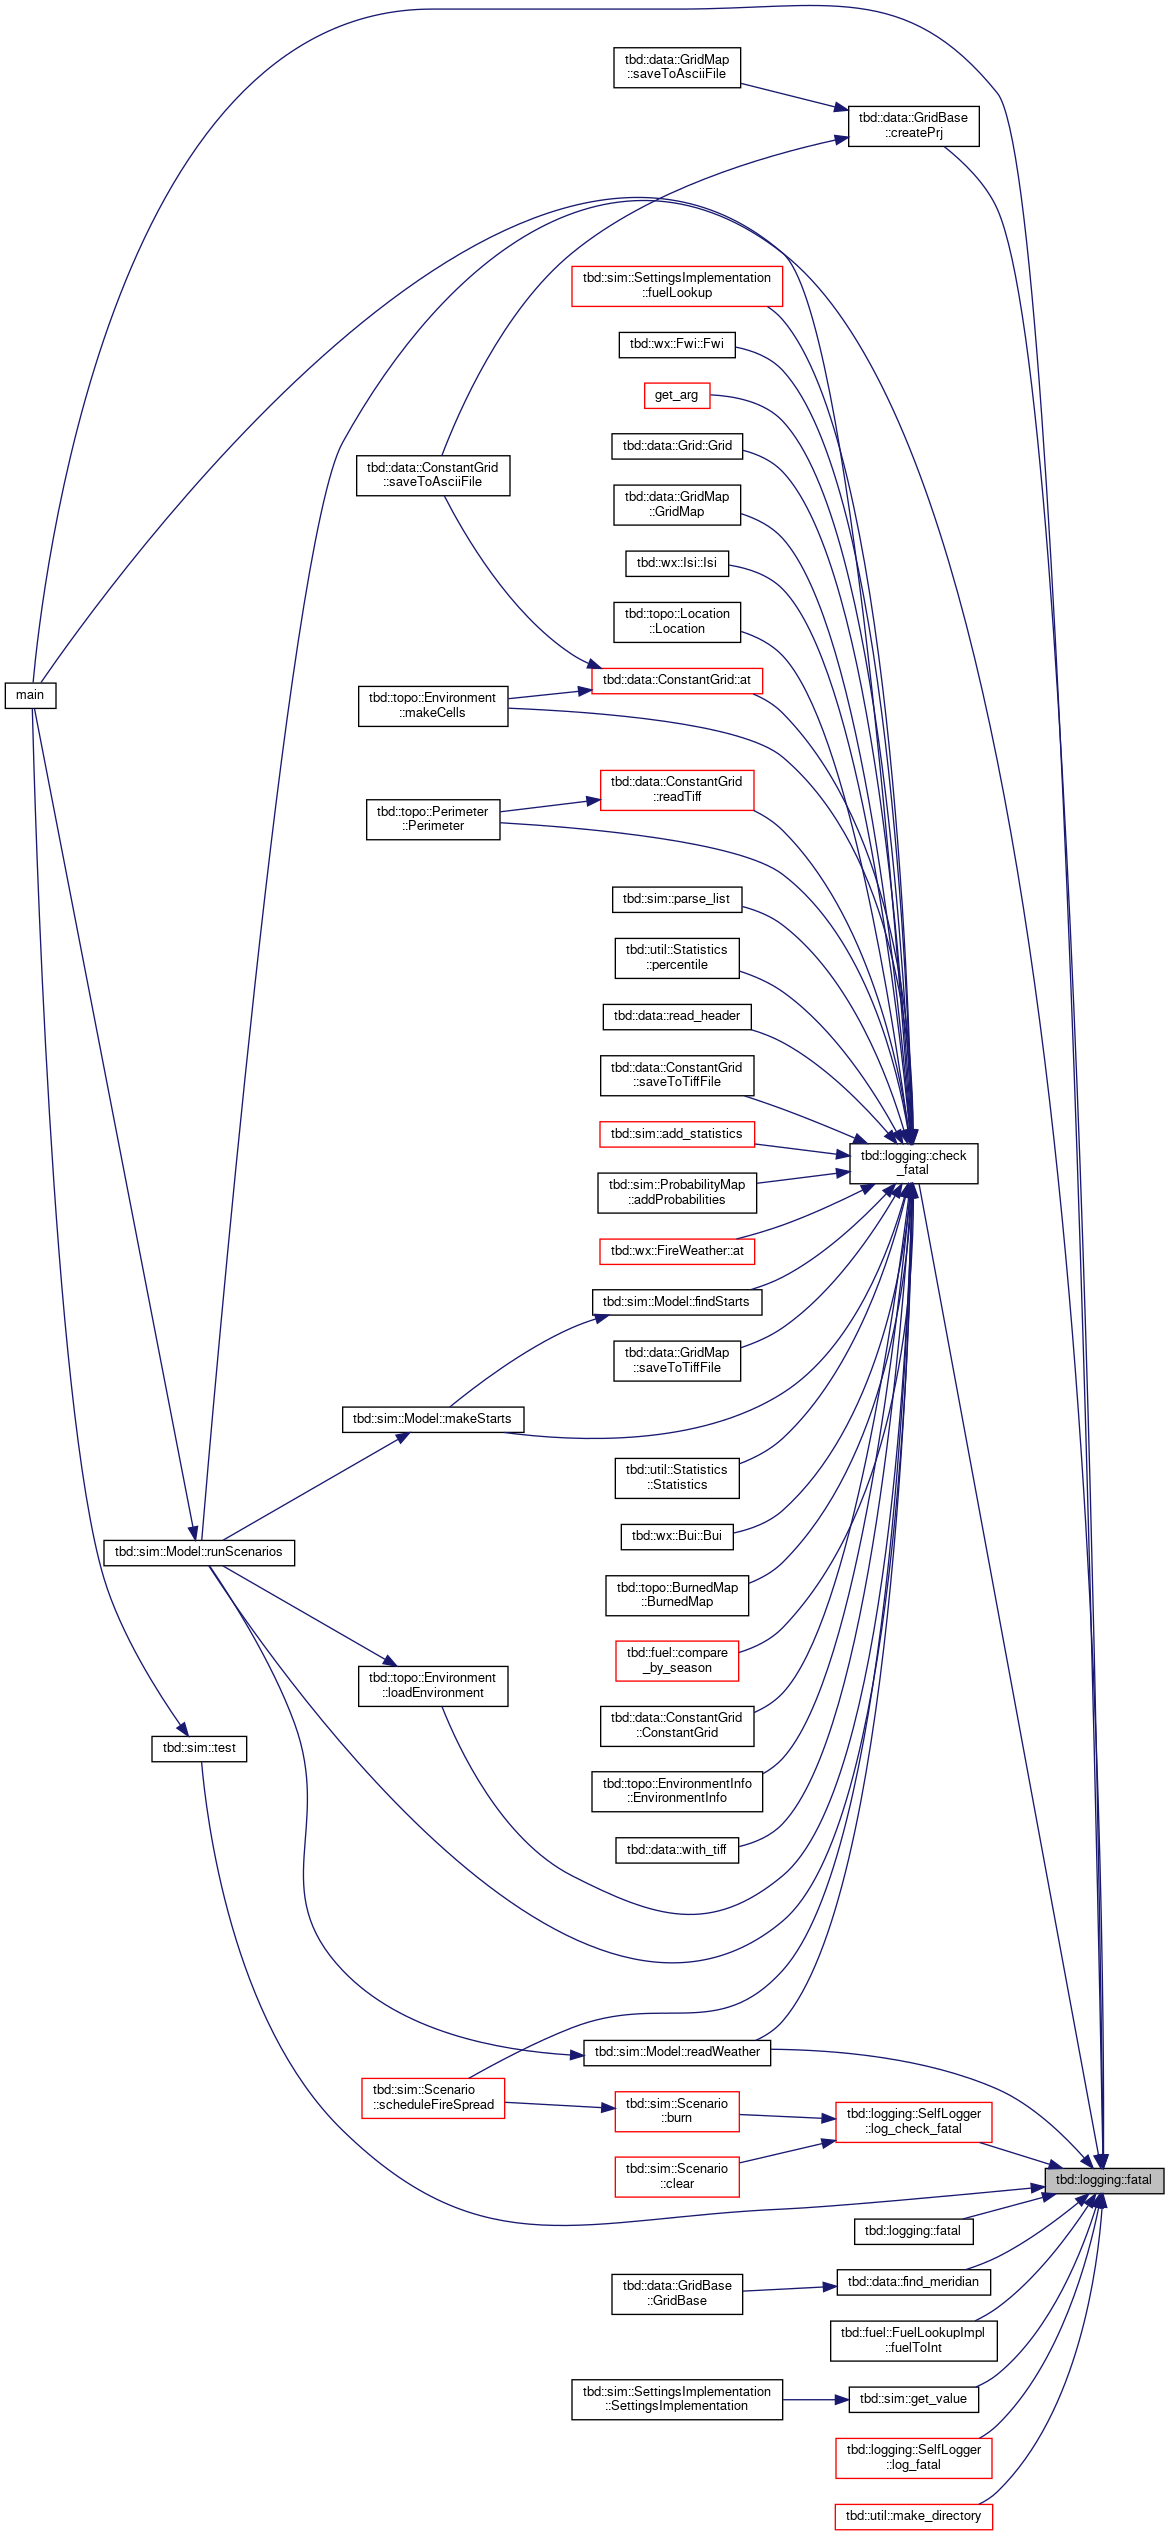 tbd::data::GridMap
::saveToAsciiFile
tbd::data::GridBase
::createPrj
tbd::sim::SettingsImplementation
::fuelLookup
tbd::wx::Fwi::Fwi
get_arg
tbd::data::Grid::Grid
tbd::data::ConstantGrid
::saveToAsciiFile
tbd::data::GridMap
::GridMap
tbd::wx::Isi::Isi
tbd::topo::Location
::Location
main
tbd::data::ConstantGrid::at
tbd::topo::Environment
::makeCells
tbd::data::ConstantGrid
::readTiff
tbd::topo::Perimeter
::Perimeter
tbd::sim::parse_list
tbd::util::Statistics
::percentile
tbd::data::read_header
tbd::data::ConstantGrid
::saveToTiffFile
tbd::sim::add_statistics
tbd::logging::check
_fatal
tbd::sim::ProbabilityMap
::addProbabilities
tbd::wx::FireWeather::at
tbd::sim::Model::findStarts
tbd::data::GridMap
::saveToTiffFile
tbd::sim::Model::makeStarts
tbd::util::Statistics
::Statistics
tbd::wx::Bui::Bui
tbd::sim::Model::runScenarios
tbd::topo::BurnedMap
::BurnedMap
tbd::fuel::compare
_by_season
tbd::topo::Environment
::loadEnvironment
tbd::data::ConstantGrid
::ConstantGrid
tbd::sim::test
tbd::topo::EnvironmentInfo
::EnvironmentInfo
tbd::data::with_tiff
tbd::sim::Model::readWeather
tbd::sim::Scenario
::scheduleFireSpread
tbd::sim::Scenario
::burn
tbd::logging::SelfLogger
::log_check_fatal
tbd::sim::Scenario
::clear
tbd::logging::fatal
tbd::logging::fatal
tbd::data::find_meridian
tbd::data::GridBase
::GridBase
tbd::fuel::FuelLookupImpl
::fuelToInt
tbd::sim::SettingsImplementation
::SettingsImplementation
tbd::sim::get_value
tbd::logging::SelfLogger
::log_fatal
tbd::util::make_directory